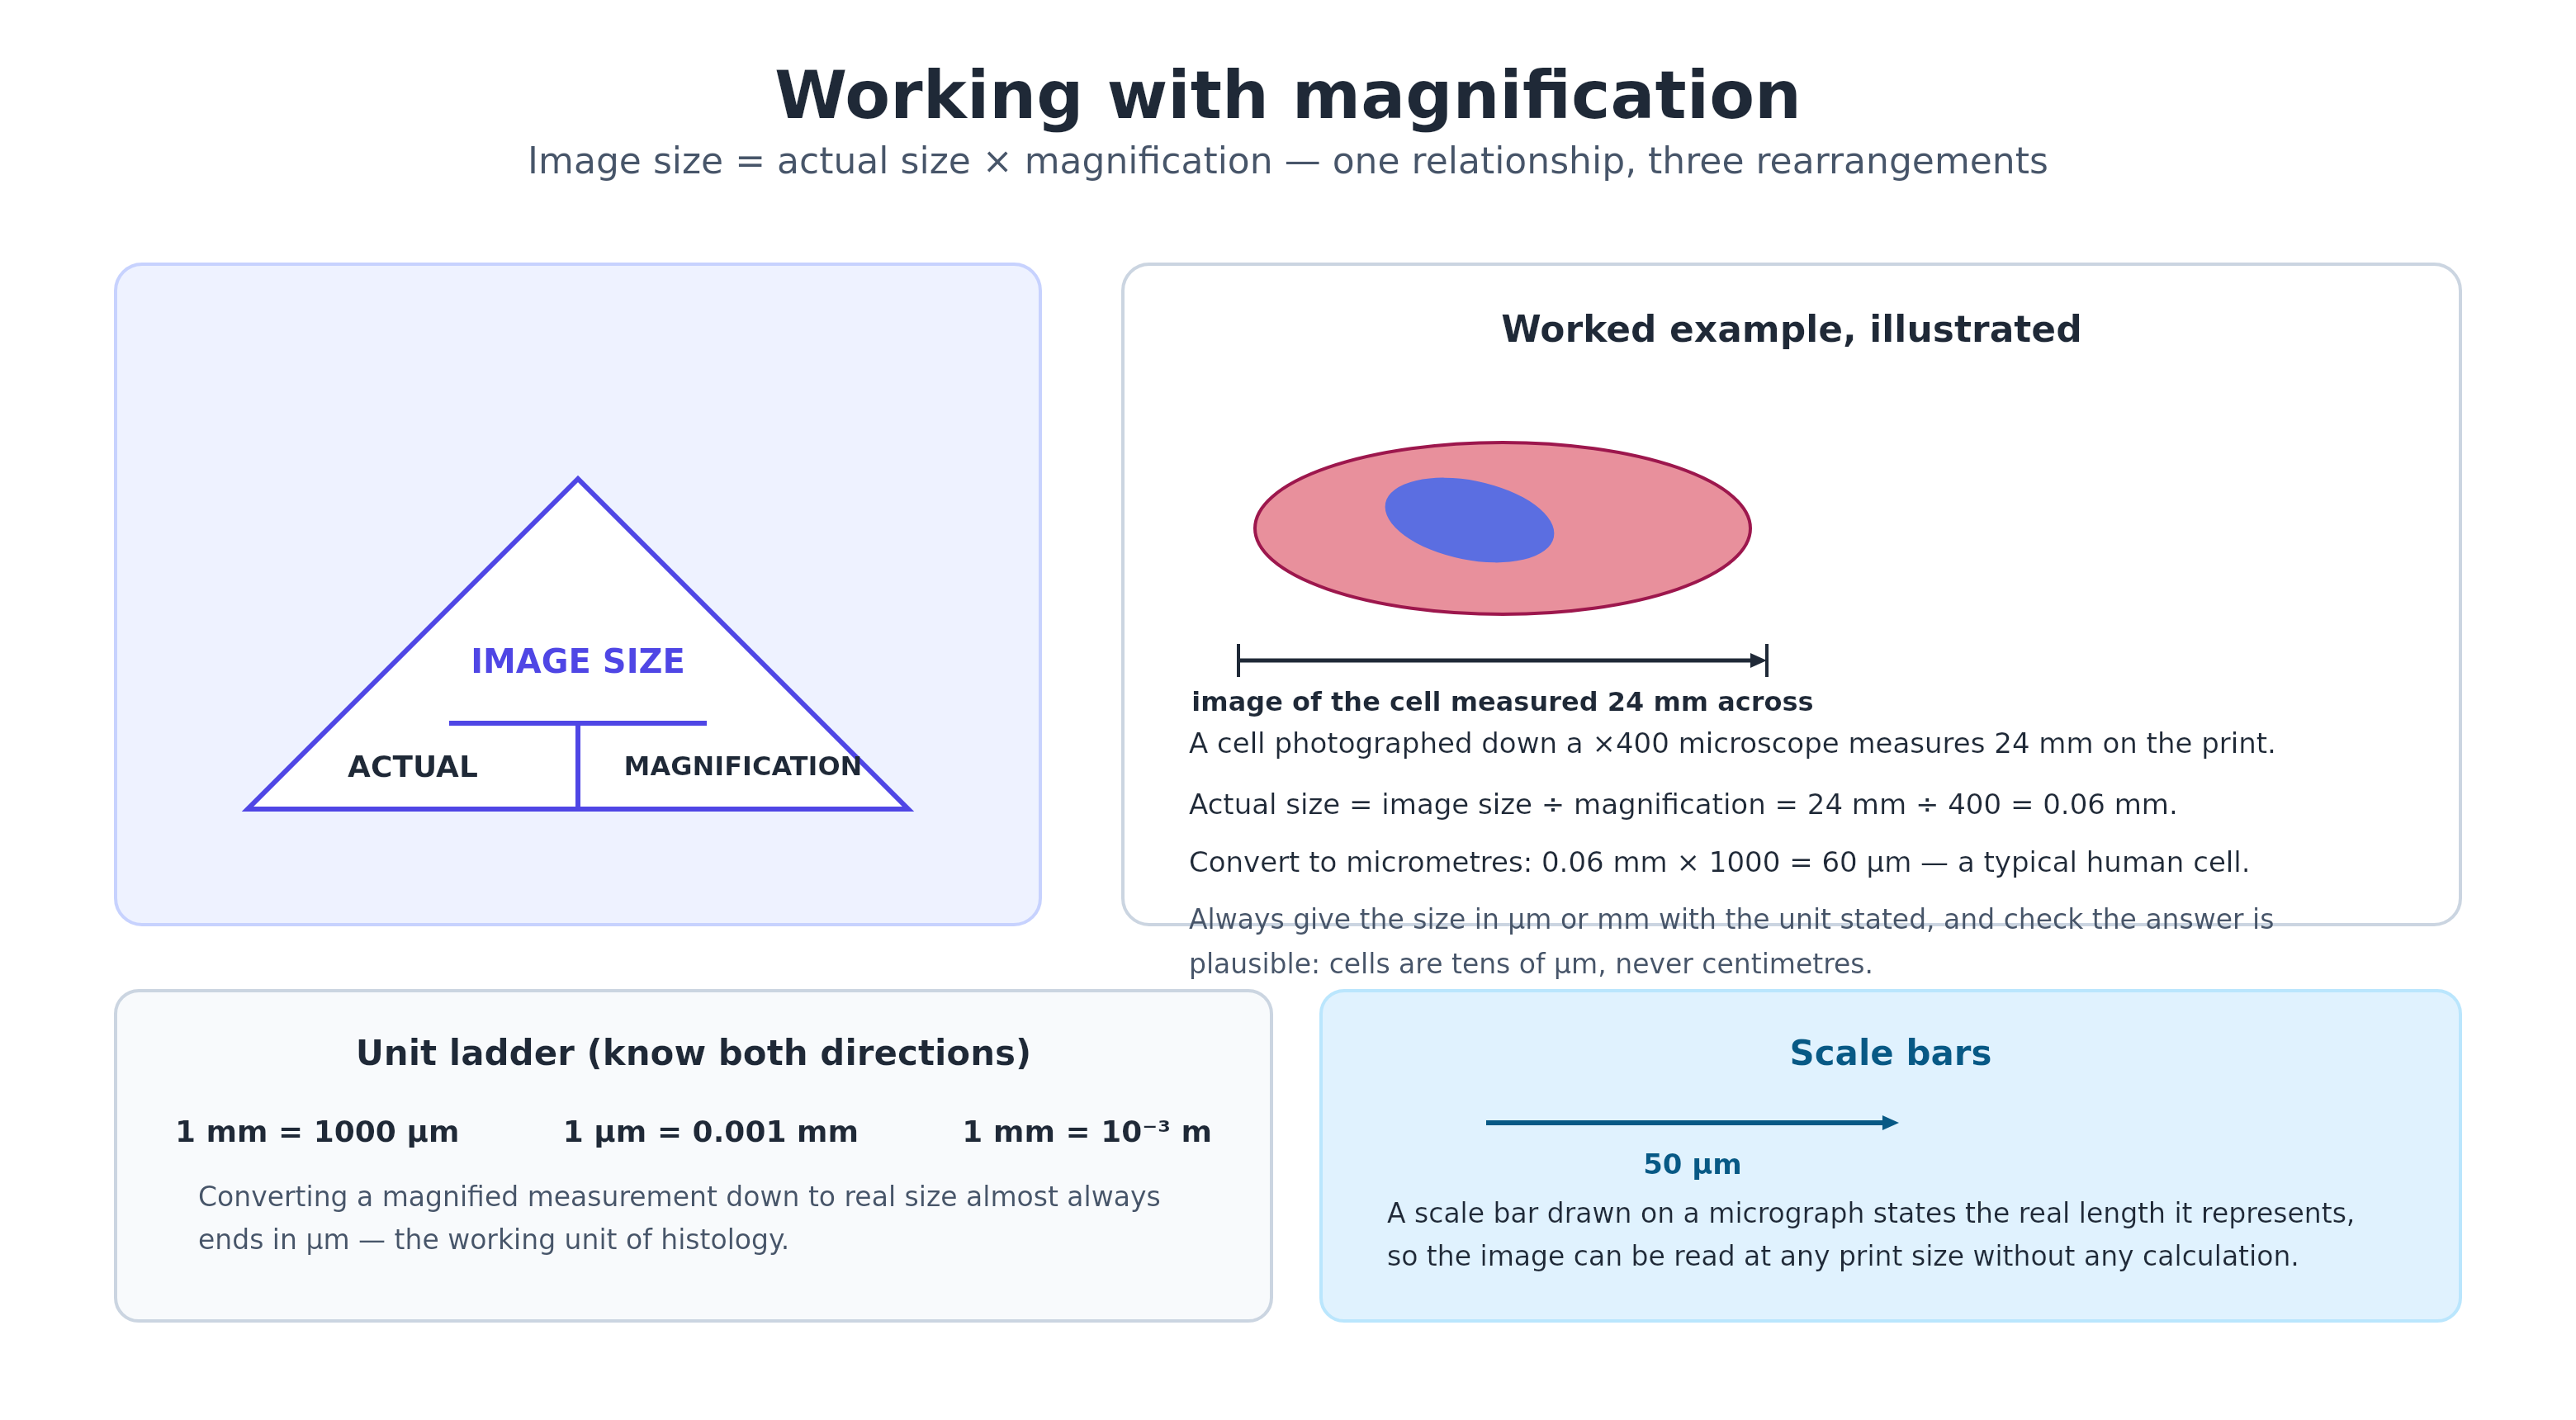 Working with magnification
Image size = actual size × magnification — one relationship, three rearrangements
IMAGE SIZE
ACTUAL
MAGNIFICATION
Worked example, illustrated
image of the cell measured 24 mm across
A cell photographed down a ×400 microscope measures 24 mm on the print.
Actual size = image size ÷ magnification = 24 mm ÷ 400 = 0.06 mm.
Convert to micrometres: 0.06 mm × 1000 = 60 µm — a typical human cell.
Always give the size in µm or mm with the unit stated, and check the answer is
plausible: cells are tens of µm, never centimetres.
Unit ladder (know both directions)
1 mm = 1000 µm
1 µm = 0.001 mm
1 mm = 10⁻³ m
Converting a magnified measurement down to real size almost always
ends in µm — the working unit of histology.
Scale bars
50 µm
A scale bar drawn on a micrograph states the real length it represents,
so the image can be read at any print size without any calculation.